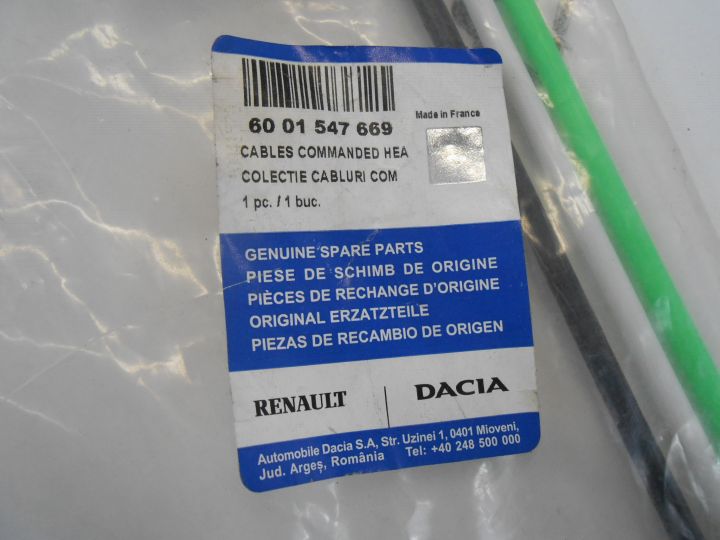 60 01 547 669
Made in France
CABLES COMMANDED HEA
COLECTIE CABLURI COM
1 pc. / 1 buc.
GENUINE SPARE PARTS
PIESE DE SCHIMB DE ORIGINE
PIÈCES DE RECHANGE D'ORIGINE
ORIGINAL ERZATZTEILE
PIEZAS DE RECAMBIO DE ORIGEN
RENAULT | DACIA
Automobile Dacia S.A, Str. Uzinei 1, 0401 Mioveni,
Jud. Argeş, România Tel: +40 248 500 000